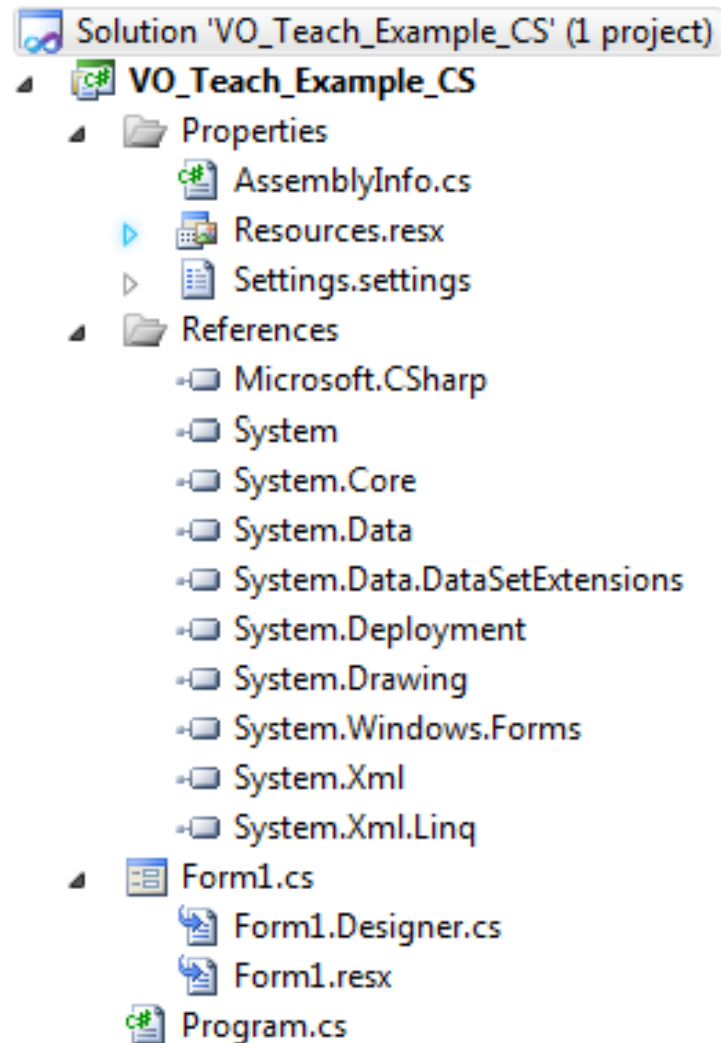 Solution 'VO_Teach_Example_CS' (1 project)
VO_Teach_Example_CS
Properties
AssemblyInfo.cs
Resources.resx
Settings.settings
References
Microsoft.CSharp
System
System.Core
System.Data
System.Data.DataSetExtensions
System.Deployment
System.Drawing
System.Windows.Forms
System.Xml
System.Xml.Linq
Form1.cs
Form1.Designer.cs
Form1.resx
Program.cs